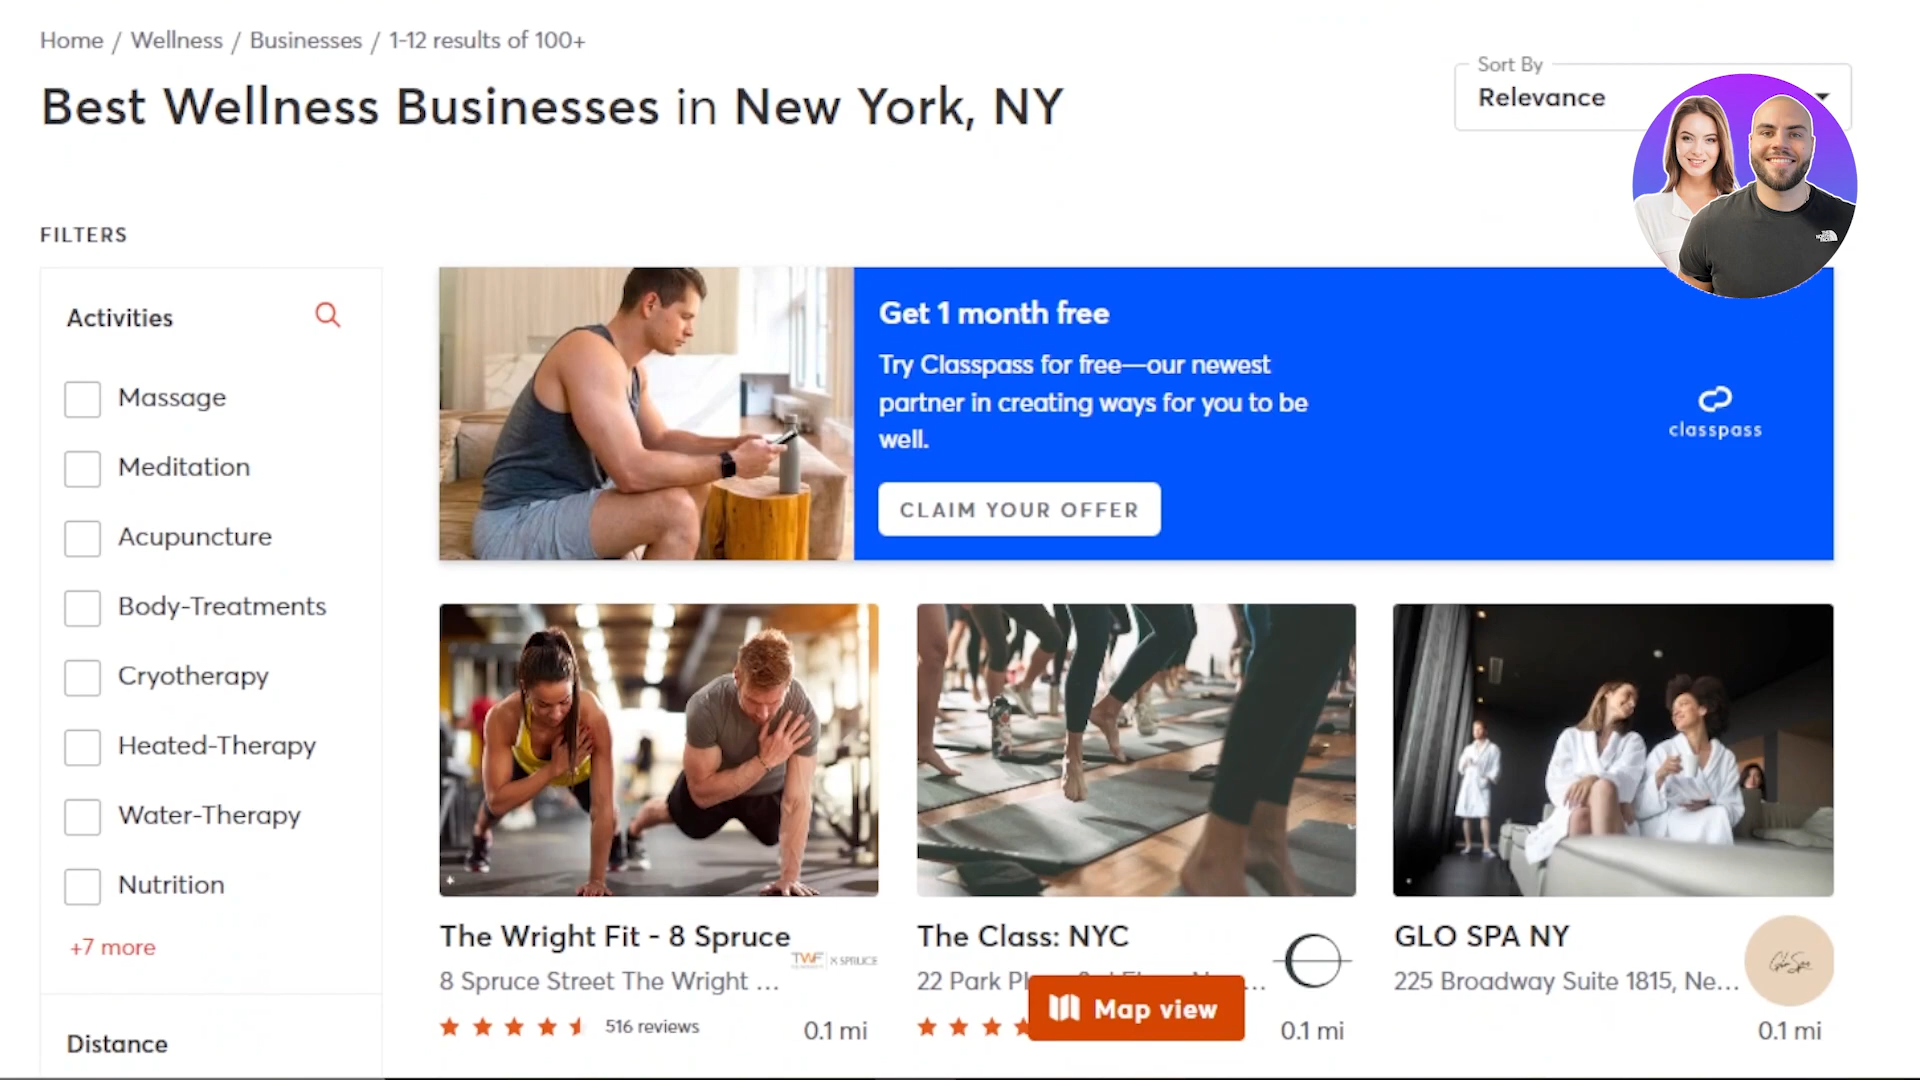 Home / Wellness / Businesses / 1-12 results of 100+
Best Wellness Businesses in New York, NY
Sort By
Relevance
FILTERS
Activities
Massage
Meditation
Acupuncture
Body-Treatments
Cryotherapy
Heated-Therapy
Water-Therapy
Nutrition
+7 more
Distance
Get 1 month free
Try Classpass for free—our newest
partner in creating ways for you to be
well.
CLAIM YOUR OFFER
classpass
The Wright Fit - 8 Spruce
TWF X SPRUCE
8 Spruce Street The Wright ...
516 reviews
0.1 mi
The Class: NYC
22 Park
0.1 mi
Map view
GLO SPA NY
225 Broadway Suite 1815, Ne...
Glo Spa
0.1 mi